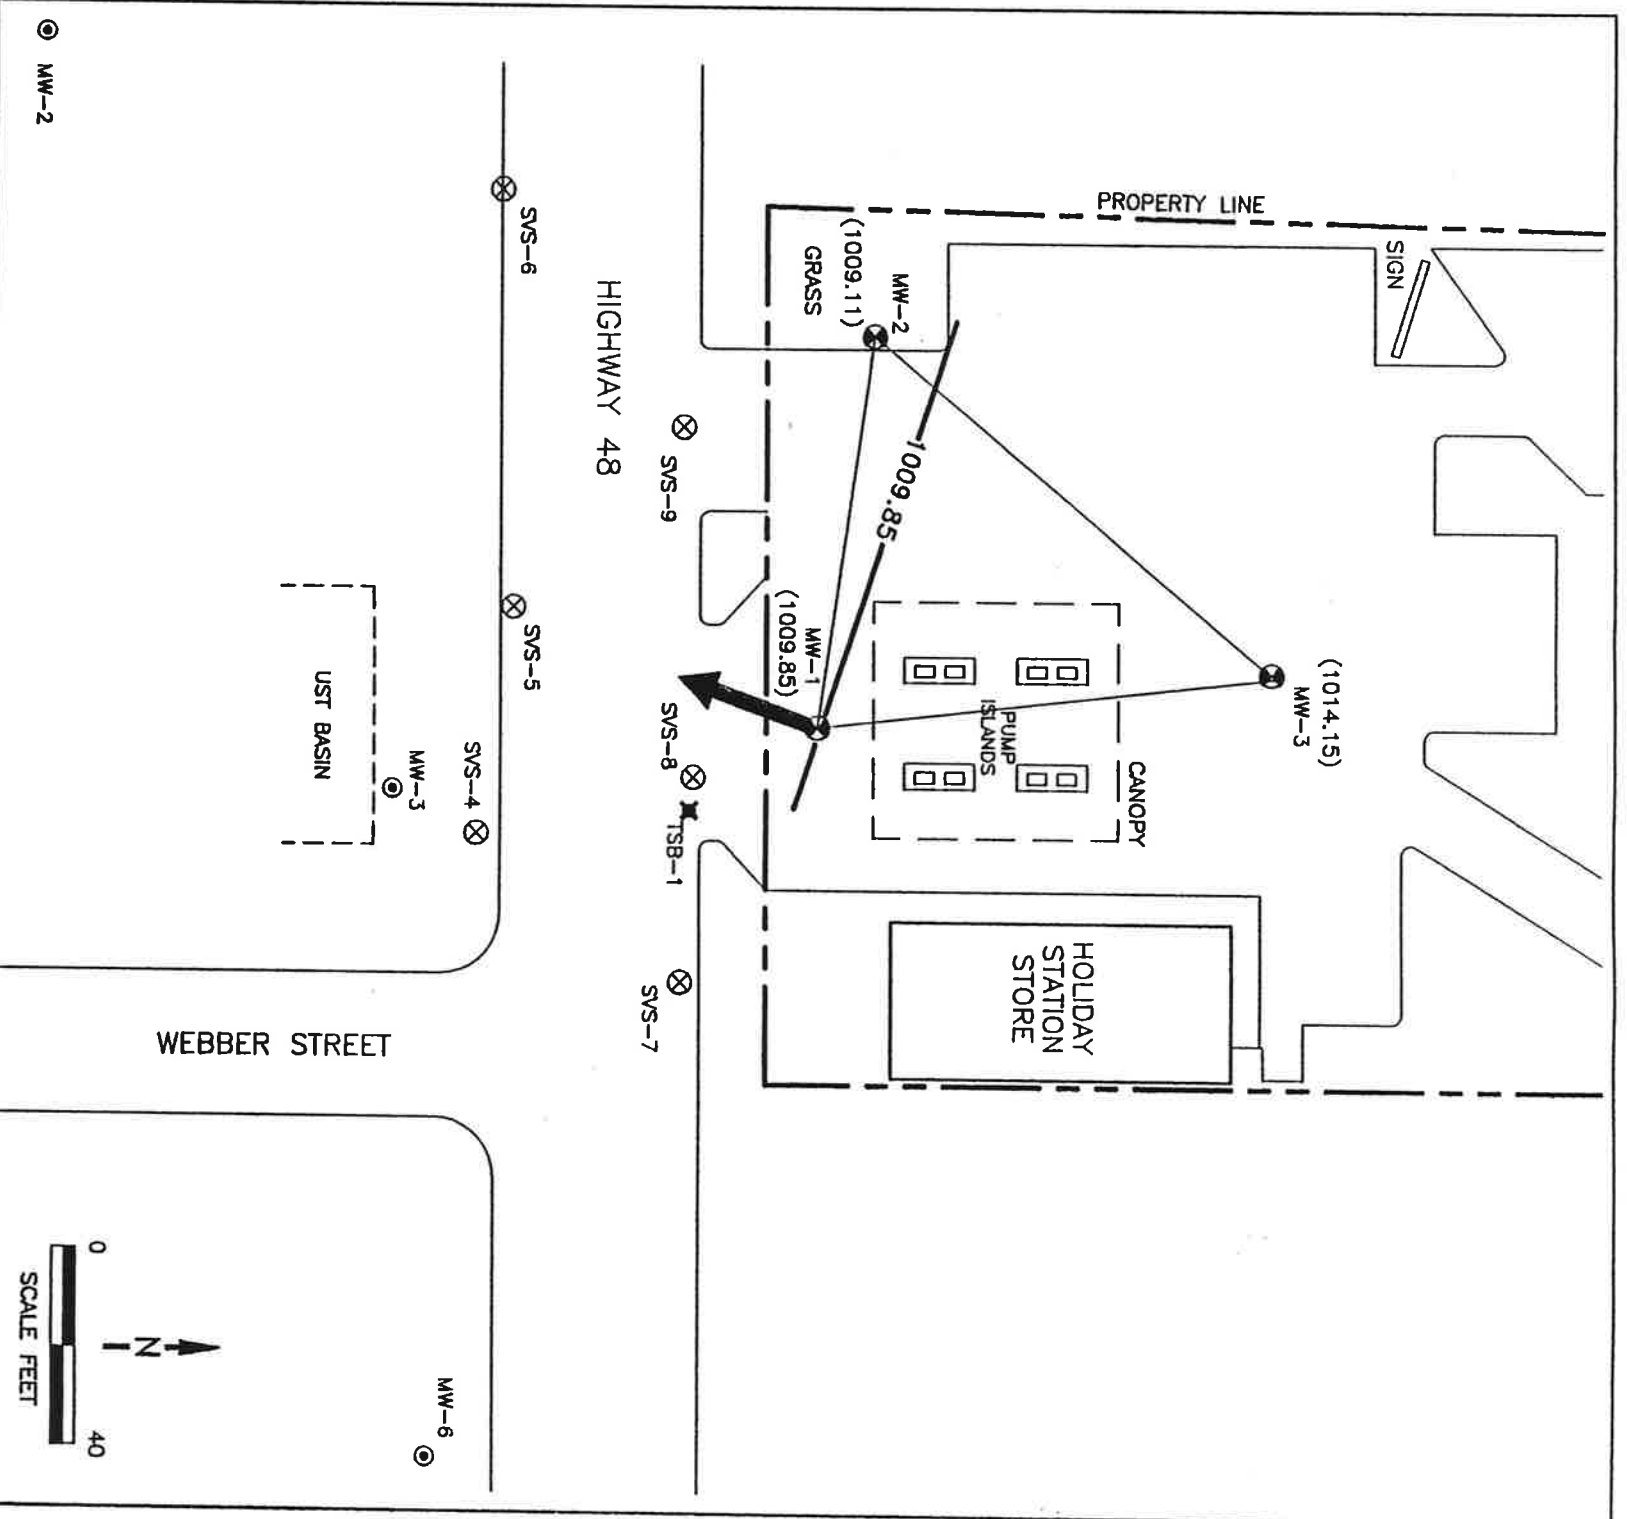 PROPERTY LINE
SIGN
MW-2
(1009.11)
GRASS
1009.85
(1014.15)
MW-3
CANOPY
PUMP
ISLANDS
MW-1
(1009.85)
HOLIDAY
STATION
STORE
HIGHWAY 48
SVS-6
SVS-9
SVS-5
SVS-8
TSB-1
SVS-7
SVS-4
MW-3
UST BASIN
MW-2
WEBBER STREET
MW-6
N
0 40
SCALE FEET